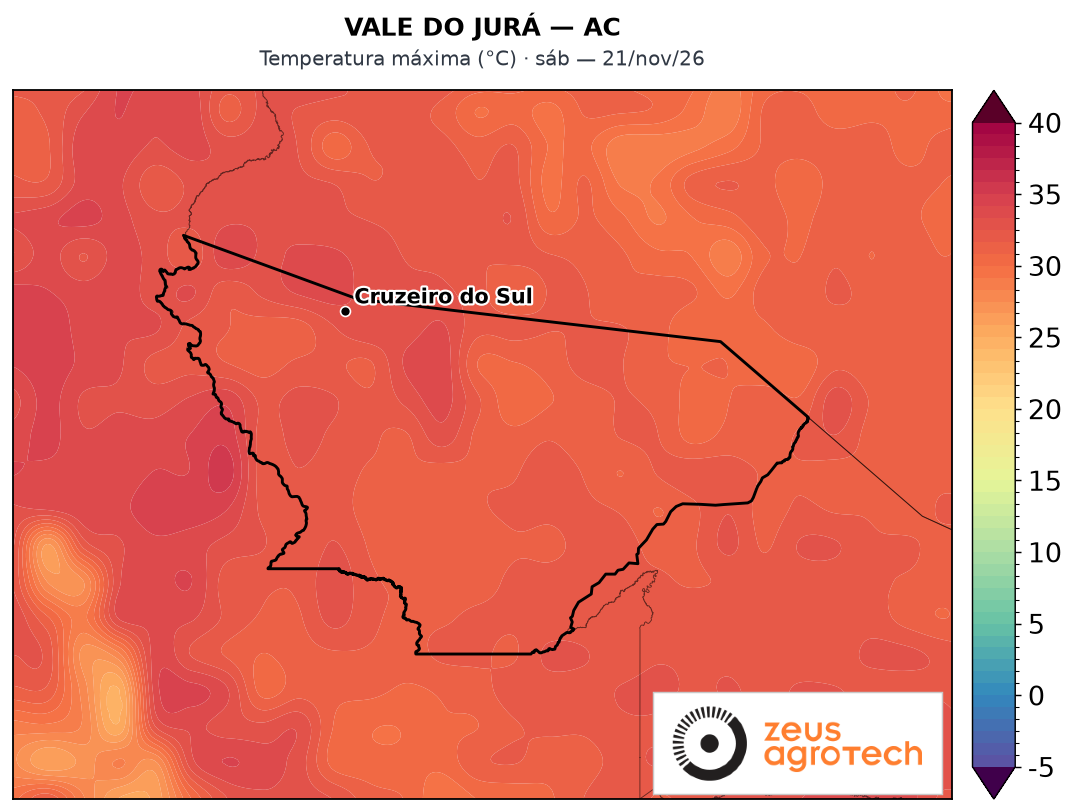 VALE DO JURÁ — AC
Temperatura máxima (°C) · sáb — 21/nov/26
Cruzeiro do Sul
40
35
30
25
20
15
10
5
0
-5
zeus
agrotech